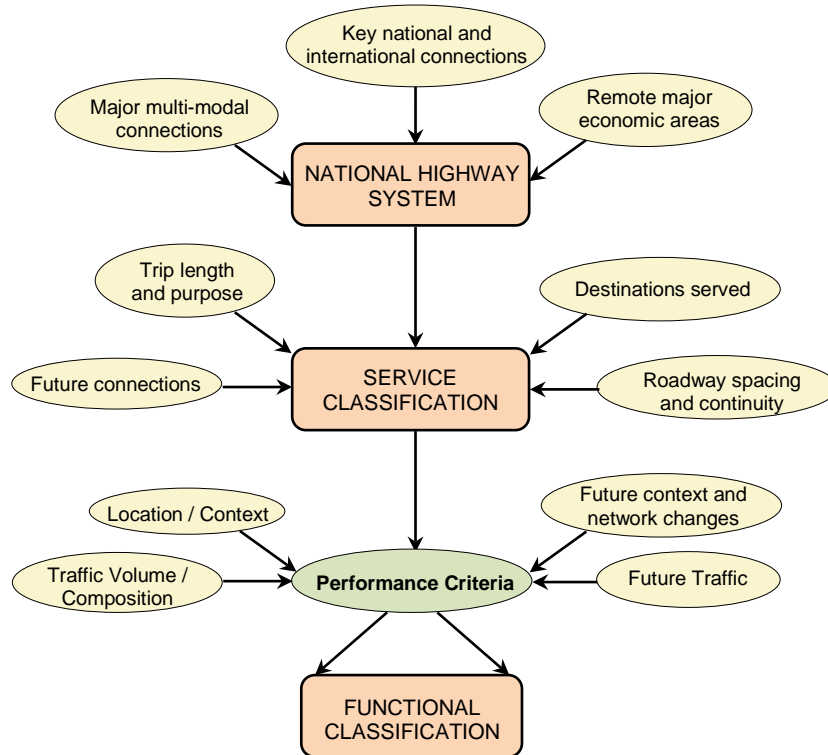 Key national and
international connections
Major multi-modal
connections
Remote major
economic areas
NATIONAL HIGHWAY
SYSTEM
Trip length
and purpose
Destinations served
Future connections
SERVICE
CLASSIFICATION
Roadway spacing
and continuity
Location / Context
Future context and
network changes
Traffic Volume /
Composition
Performance Criteria
Future Traffic
FUNCTIONAL
CLASSIFICATION